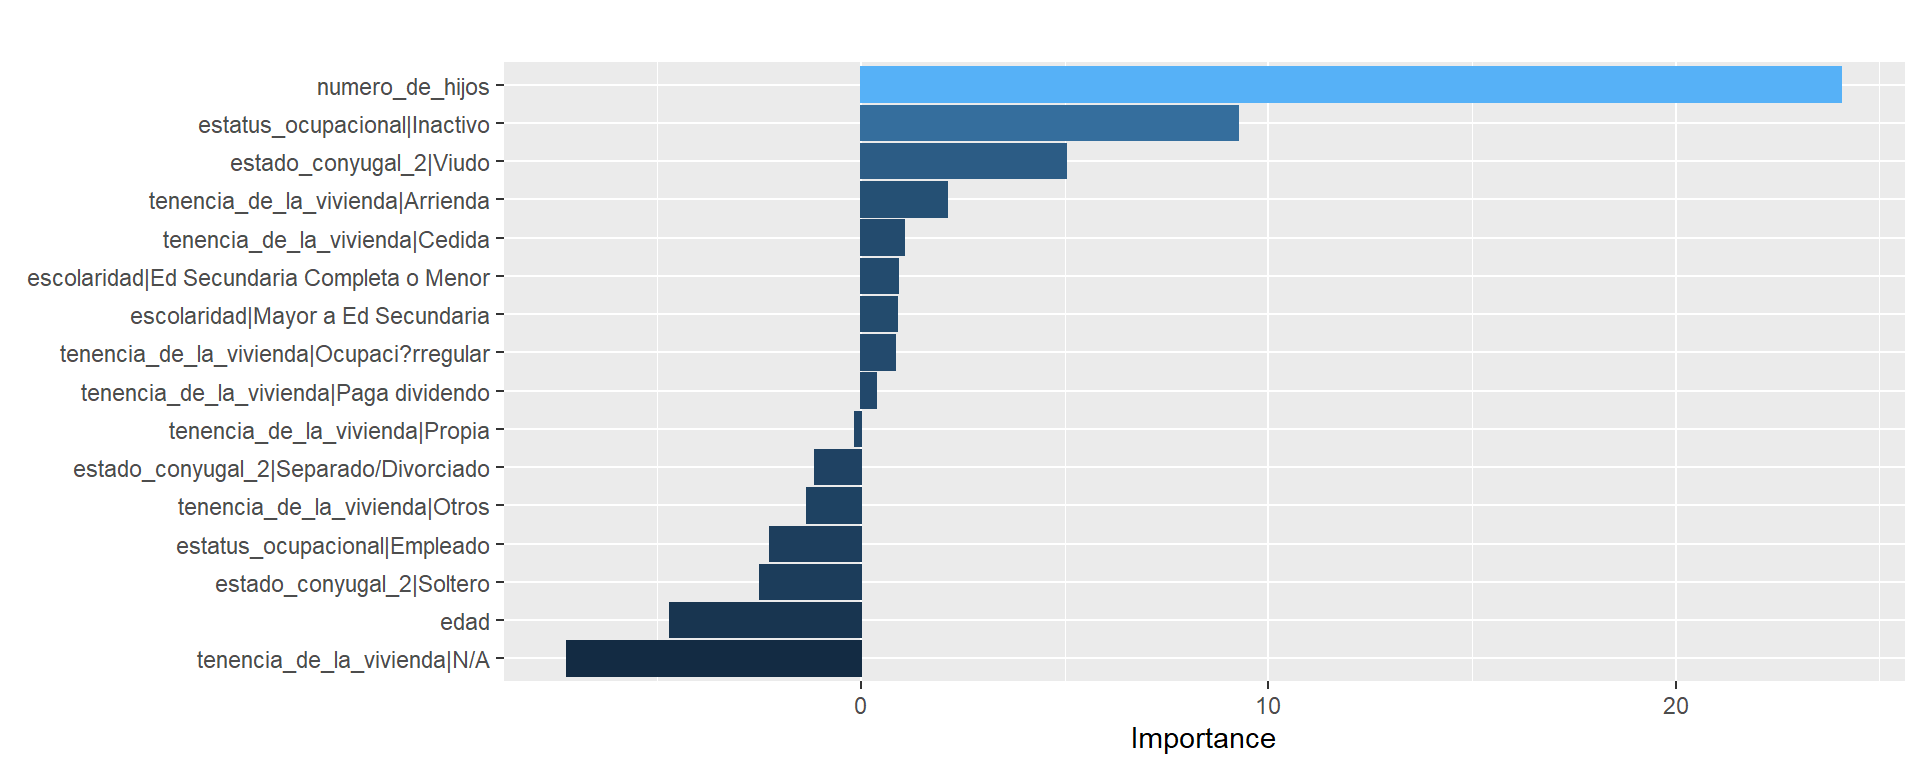 numero_de_hijos
estatus_ocupacional|Inactivo
estado_conyugal_2|Viudo
tenencia_de_la_vivienda|Arrienda
tenencia_de_la_vivienda|Cedida
escolaridad|Ed Secundaria Completa o Menor
escolaridad|Mayor a Ed Secundaria
tenencia_de_la_vivienda|Ocupaci?rregular
tenencia_de_la_vivienda|Paga dividendo
tenencia_de_la_vivienda|Propia
estado_conyugal_2|Separado/Divorciado
tenencia_de_la_vivienda|Otros
estatus_ocupacional|Empleado
estado_conyugal_2|Soltero
edad
tenencia_de_la_vivienda|N/A
0 10 20
Importance